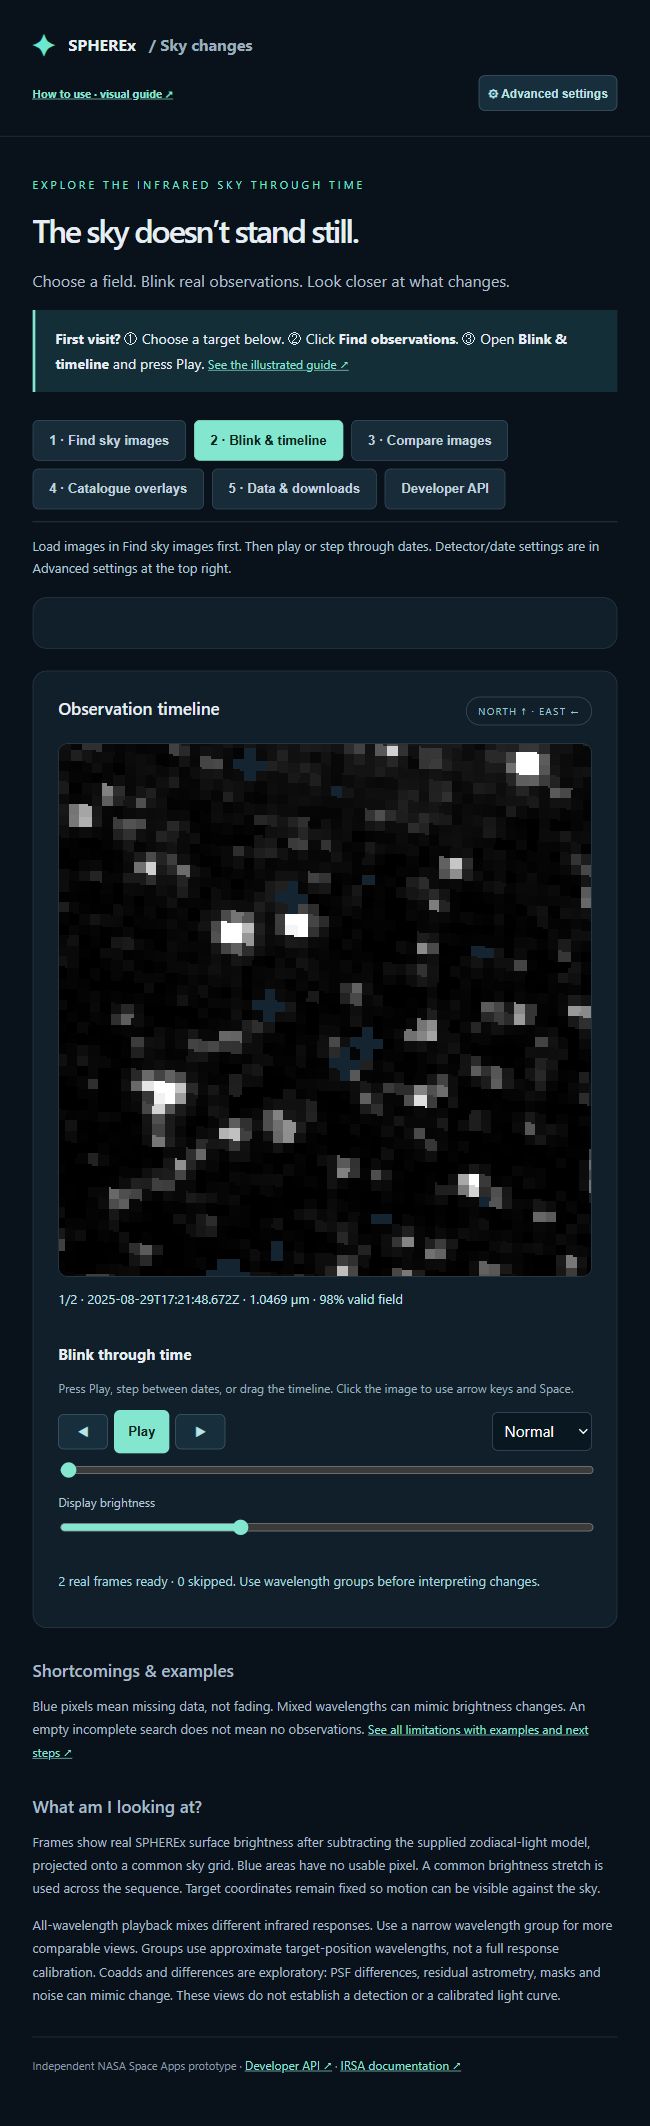 SPHEREx / Sky changes
How to use · visual guide ↗
⚙ Advanced settings
EXPLORE THE INFRARED SKY THROUGH TIME
The sky doesn’t stand still.
Choose a field. Blink real observations. Look closer at what changes.
First visit? ① Choose a target below. ② Click Find observations. ③ Open Blink &
timeline and press Play. See the illustrated guide ↗
1 · Find sky images
2 · Blink & timeline
3 · Compare images
4 · Catalogue overlays
5 · Data & downloads
Developer API
Load images in Find sky images first. Then play or step through dates. Detector/date settings are in
Advanced settings at the top right.
Observation timeline
NORTH ↑ · EAST ←
1/2 · 2025-08-29T17:21:48.672Z · 1.0469 µm · 98% valid field
Blink through time
Press Play, step between dates, or drag the timeline. Click the image to use arrow keys and Space.
◀ Play ▶
Normal
Display brightness
2 real frames ready · 0 skipped. Use wavelength groups before interpreting changes.
Shortcomings & examples
Blue pixels mean missing data, not fading. Mixed wavelengths can mimic brightness changes. An
empty incomplete search does not mean no observations. See all limitations with examples and next
steps ↗
What am I looking at?
Frames show real SPHEREx surface brightness after subtracting the supplied zodiacal-light model,
projected onto a common sky grid. Blue areas have no usable pixel. A common brightness stretch is
used across the sequence. Target coordinates remain fixed so motion can be visible against the sky.
All-wavelength playback mixes different infrared responses. Use a narrow wavelength group for more
comparable views. Groups use approximate target-position wavelengths, not a full response
calibration. Coadds and differences are exploratory: PSF differences, residual astrometry, masks and
noise can mimic change. These views do not establish a detection or a calibrated light curve.
Independent NASA Space Apps prototype · Developer API ↗ · IRSA documentation ↗